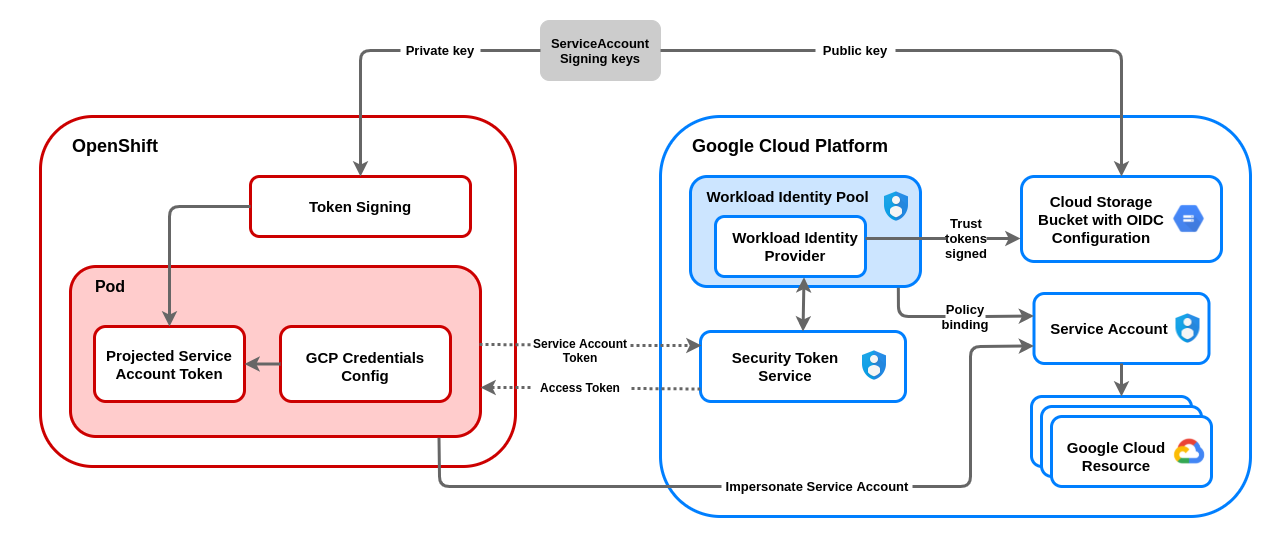 ServiceAccount
Signing keys
Private key
Public key
OpenShift
Token Signing
Pod
Projected Service
Account Token
GCP Credentials
Config
Service Account
Token
Access Token
Google Cloud Platform
Workload Identity Pool
Workload Identity
Provider
Trust
tokens
signed
Cloud Storage
Bucket with OIDC
Configuration
Policy
binding
Service Account
Security Token
Service
Google Cloud
Resource
Impersonate Service Account